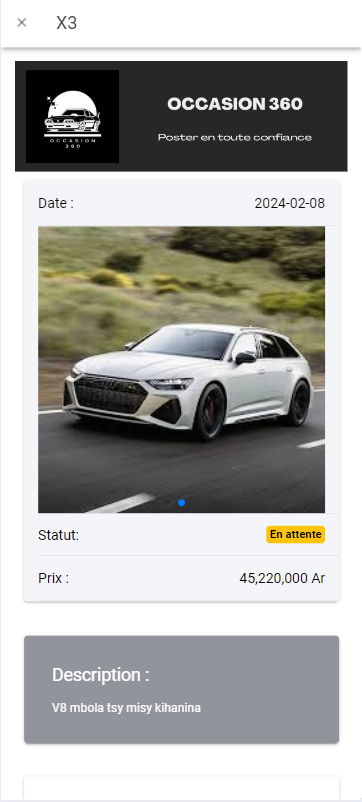 × X3
OCCASION
360
OCCASION 360
Poster en toute confiance
Date : 2024-02-08
Statut: En attente
Prix : 45,220,000 Ar
Description :
V8 mbola tsy misy kihanina